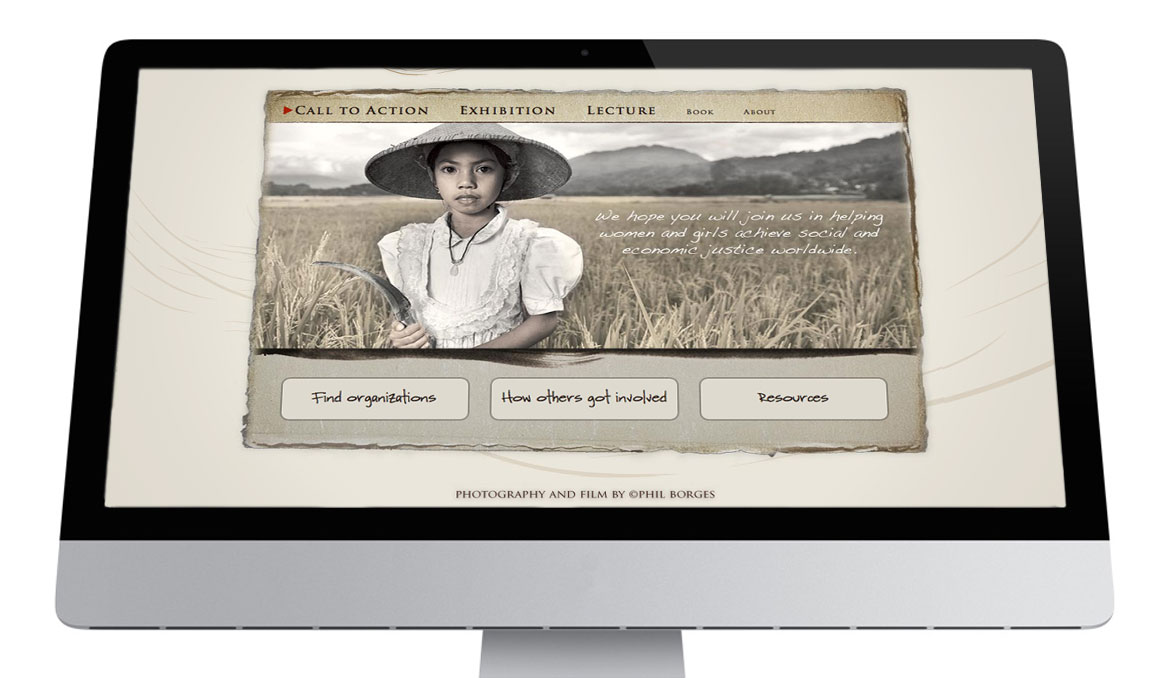 ▶CALL TO ACTION EXHIBITION LECTURE BOOK ABOUT
We hope you will join us in helping
women and girls achieve social and
economic justice worldwide.
Find organizations How others got involved Resources
PHOTOGRAPHY AND FILM BY ©PHIL BORGES